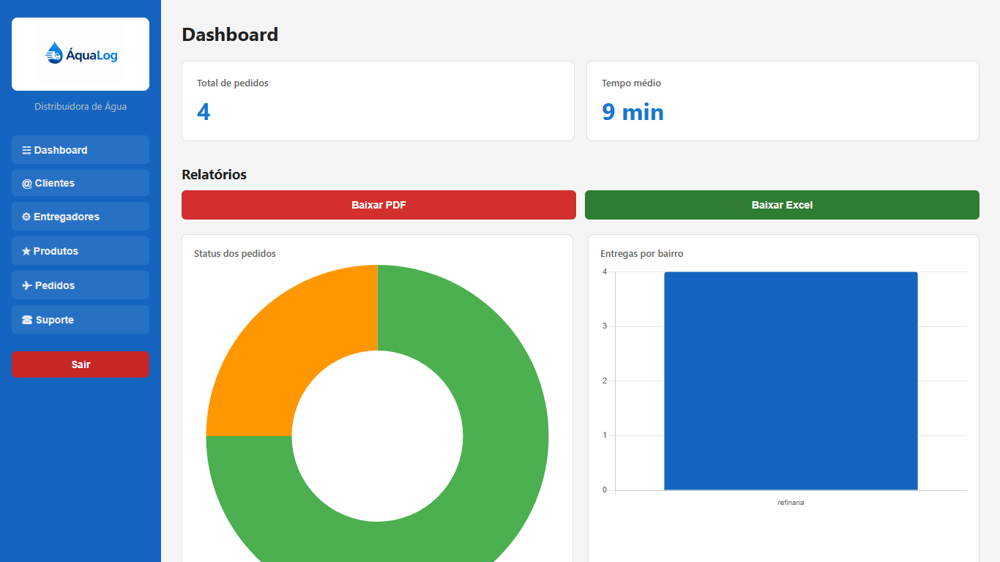 ÁquaLog
Distribuidora de Água
☷ Dashboard
@ Clientes
⚙ Entregadores
★ Produtos
✈ Pedidos
☎ Suporte
Sair
Dashboard
Total de pedidos
4
Tempo médio
9 min
Relatórios
Baixar PDF
Baixar Excel
Status dos pedidos
Entregas por bairro
4
3
2
1
0
refinaria